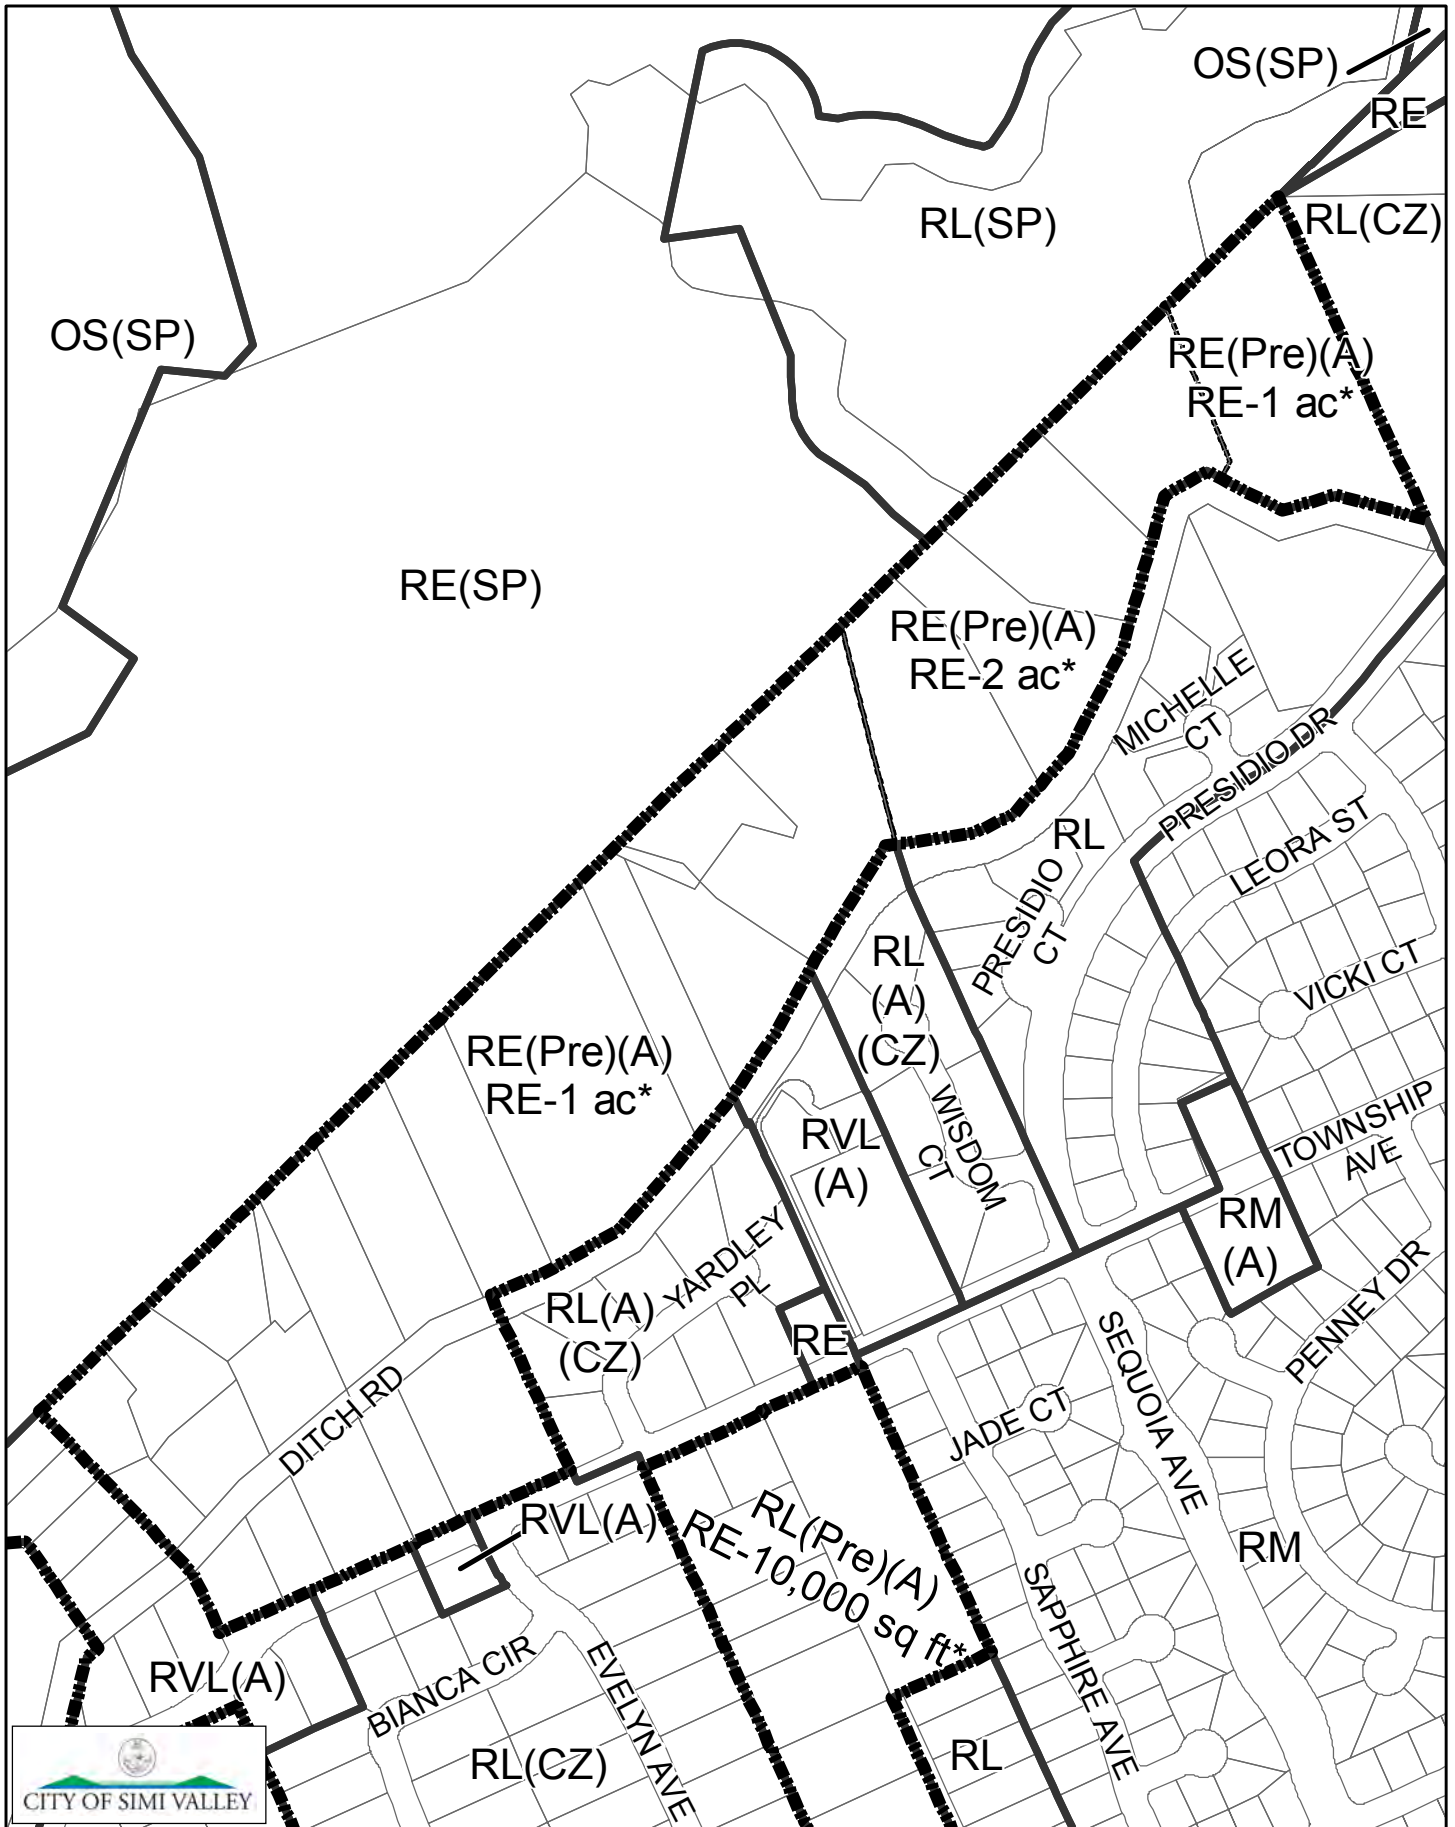 OS(SP)
RE
RL(SP)
RL(CZ)
OS(SP)
RE(Pre)(A)
RE-1 ac*
RE(SP)
RE(Pre)(A)
RE-2 ac*
MICHELLE
CT
PRESIDIO DR
RL
LEORA ST
PRESIDIO
CT
RL
(A)
(CZ)
VICKI CT
RE(Pre)(A)
RE-1 ac*
WISDOM
CT
RVL
(A)
TOWNSHIP
AVE
RM
(A)
YARDLEY
PL
RL(A)
(CZ)
RE
PENNEY DR
SEQUOIA AVE
DITCH RD
JADE CT
RVL(A)
RL(Pre)(A)
RE-10,000 sq ft*
RM
SAPPHIRE AVE
RVL(A)
BIANCA CIR
EVELYN AVE
RL(CZ)
RL
CITY OF SIMI VALLEY